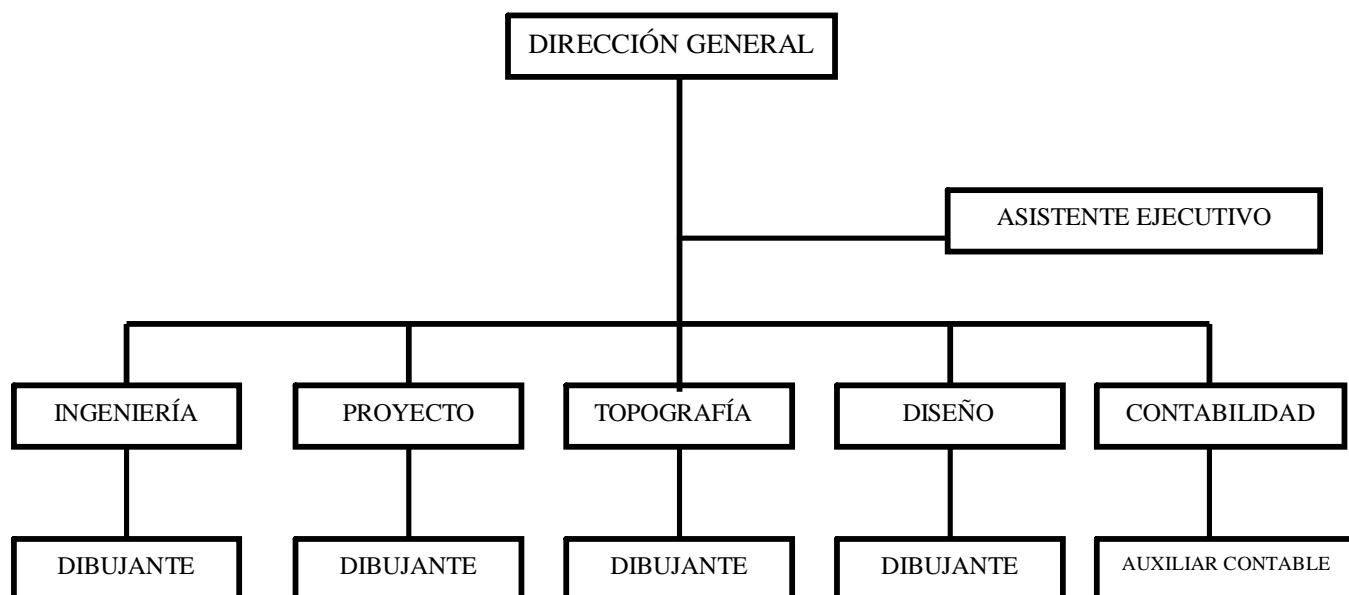 DIRECCIÓN GENERAL
ASISTENTE EJECUTIVO
INGENIERÍA
PROYECTO
TOPOGRAFÍA
DISEÑO
CONTABILIDAD
DIBUJANTE
DIBUJANTE
DIBUJANTE
DIBUJANTE
AUXILIAR CONTABLE